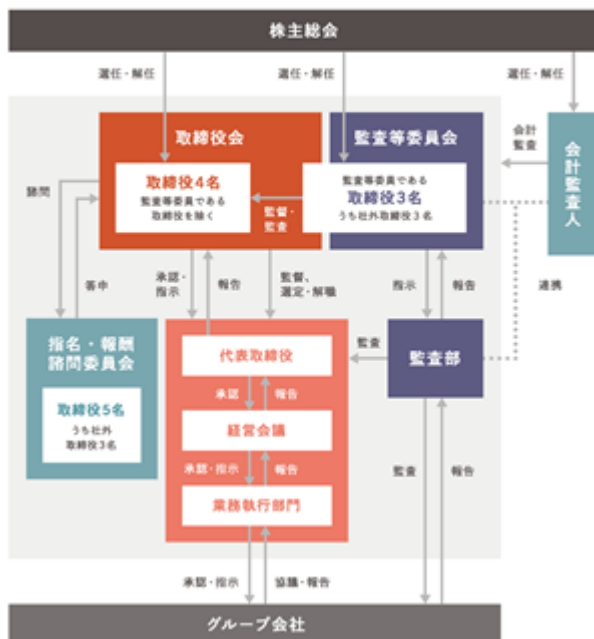 株主総会
選任・解任
選任・解任
選任・解任
取締役会
監査等委員会
会計
監査
会計監査人
取締役4名
監査等委員である
取締役を除く
監査等委員である
取締役3名
うち社外取締役3名
監督・
監査
諮問
答申
承認・
指示
報告
監督、
選定・解職
指示
報告
連携
指名・報酬
諮問委員会
取締役5名
うち社外
取締役3名
代表取締役
監査
監査部
承認
報告
経営会議
承認・指示
報告
業務執行部門
監査
報告
承認・指示
協議・報告
グループ会社